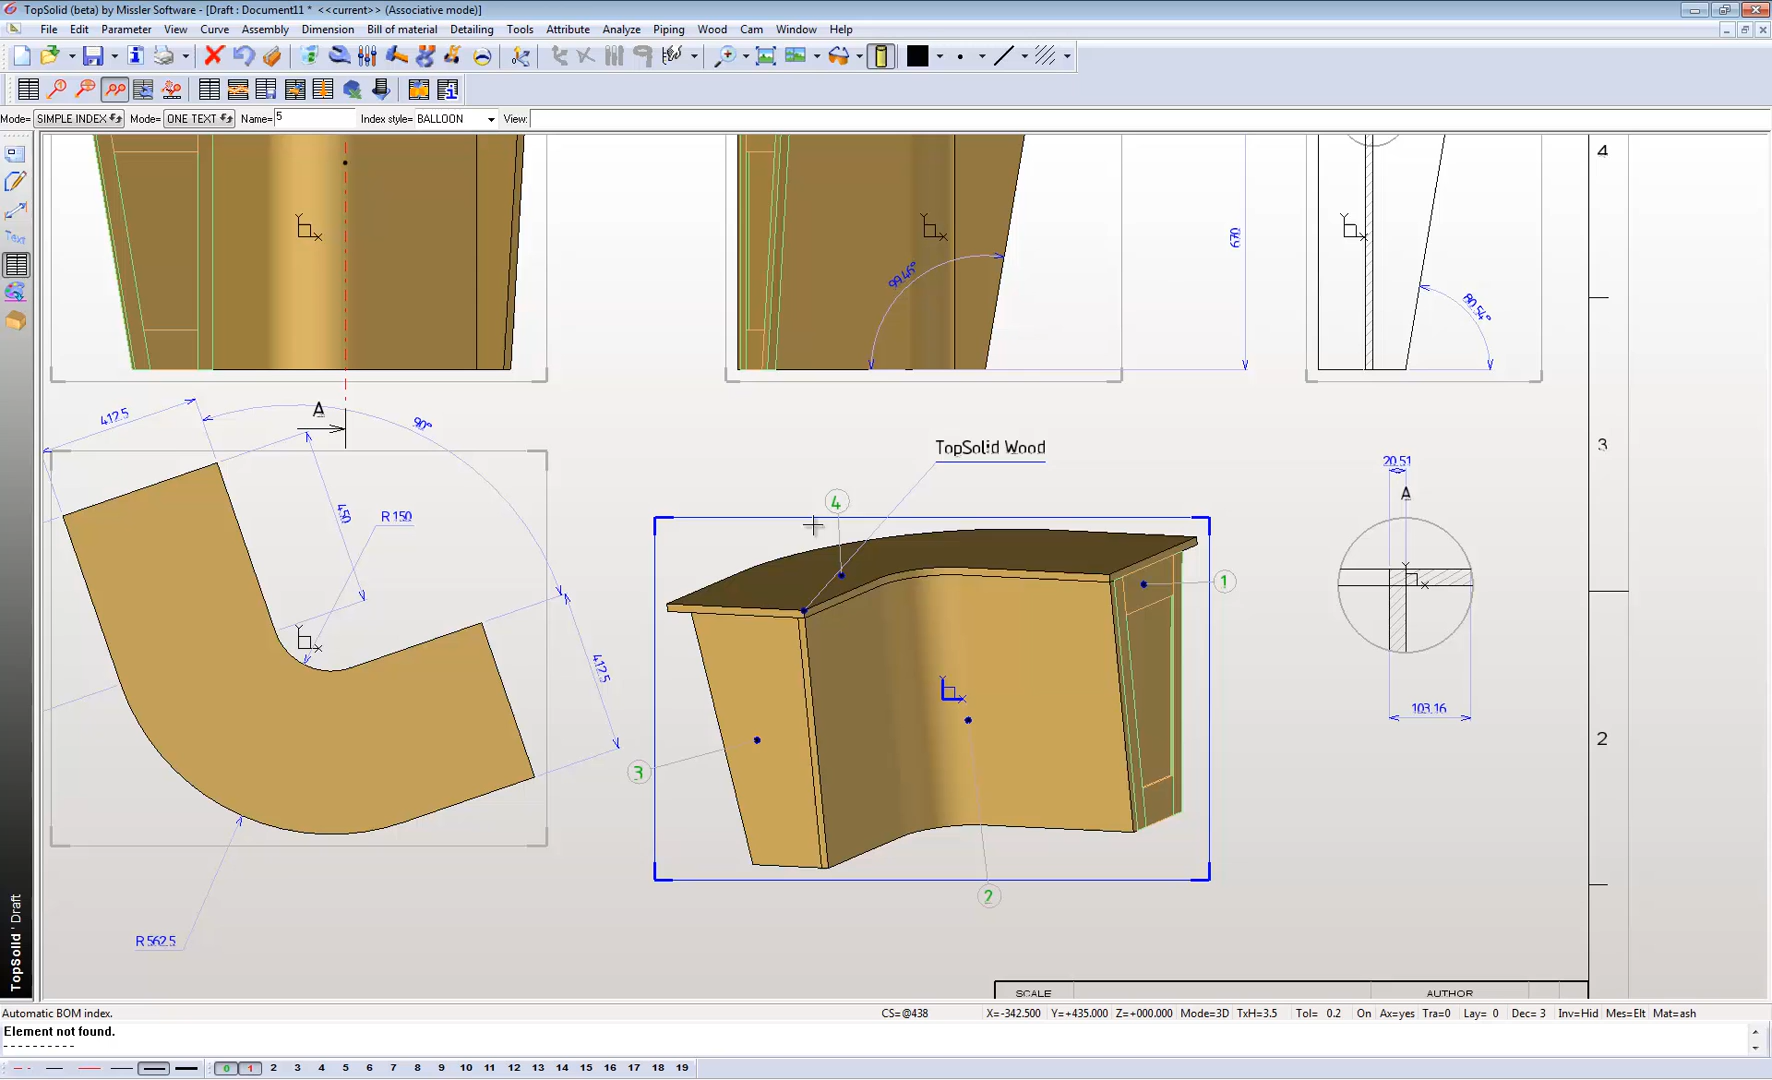 TopSolid (beta) by Missler Software - [Draft : Document11 * <<current>> (Associative mode)]
File Edit Parameter View Curve Assembly Dimension Bill of material Detailing Tools Attribute Analyze Piping Wood Cam Window Help
Mode= SIMPLE INDEX Mode= ONE TEXT Name= 5 Index style: BALLOON View:
Text
4
Y
X
Y
X
Y
X
99.46°
670
80.54°
412.5
A
90°
3
TopSolid Wood
20.51
A
4
450
R 150
1
Y
X
Y
X
412.5
Y
X
103.16
3
2
2
R 562.5
TopSolid ' Draft
SCALE
AUTHOR
Automatic BOM index.
CS=@438 X=-342.500 Y=+435.000 Z=+000.000 Mode=3D TxH=3.5 Tol= 0.2 On Ax=yes Tra=0 Lay= 0 Dec= 3 Inv=Hid Mes=Elt Mat=ash
Element not found.
----------
0 1 2 3 4 5 6 7 8 9 10 11 12 13 14 15 16 17 18 19